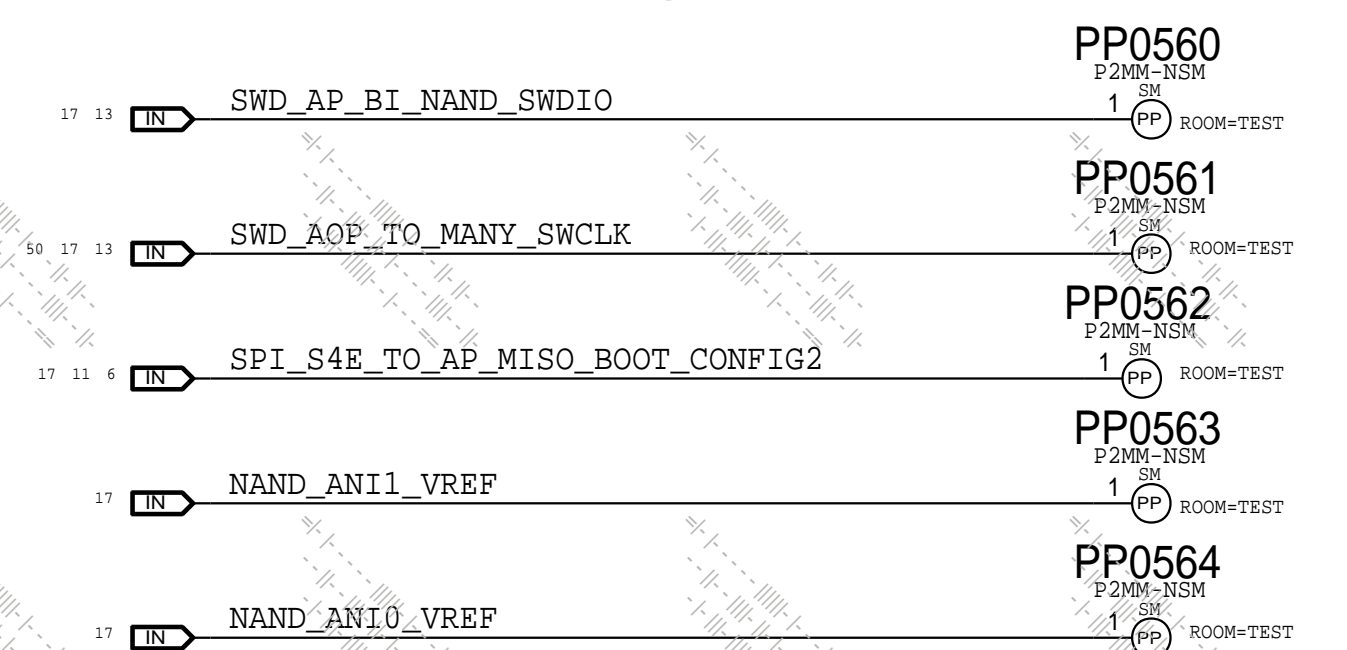 PP0560
P2MM-NSM
SM
17 13 IN SWD_AP_BI_NAND_SWDIO 1 PP ROOM=TEST
PP0561
P2MM-NSM
SM
50 17 13 IN SWD_AOP_TO_MANY_SWCLK 1 PP ROOM=TEST
PP0562
P2MM-NSM
SM
17 11 6 IN SPI_S4E_TO_AP_MISO_BOOT_CONFIG2 1 PP ROOM=TEST
PP0563
P2MM-NSM
SM
17 IN NAND_ANI1_VREF 1 PP ROOM=TEST
PP0564
P2MM-NSM
SM
17 IN NAND_ANI0_VREF 1 PP ROOM=TEST